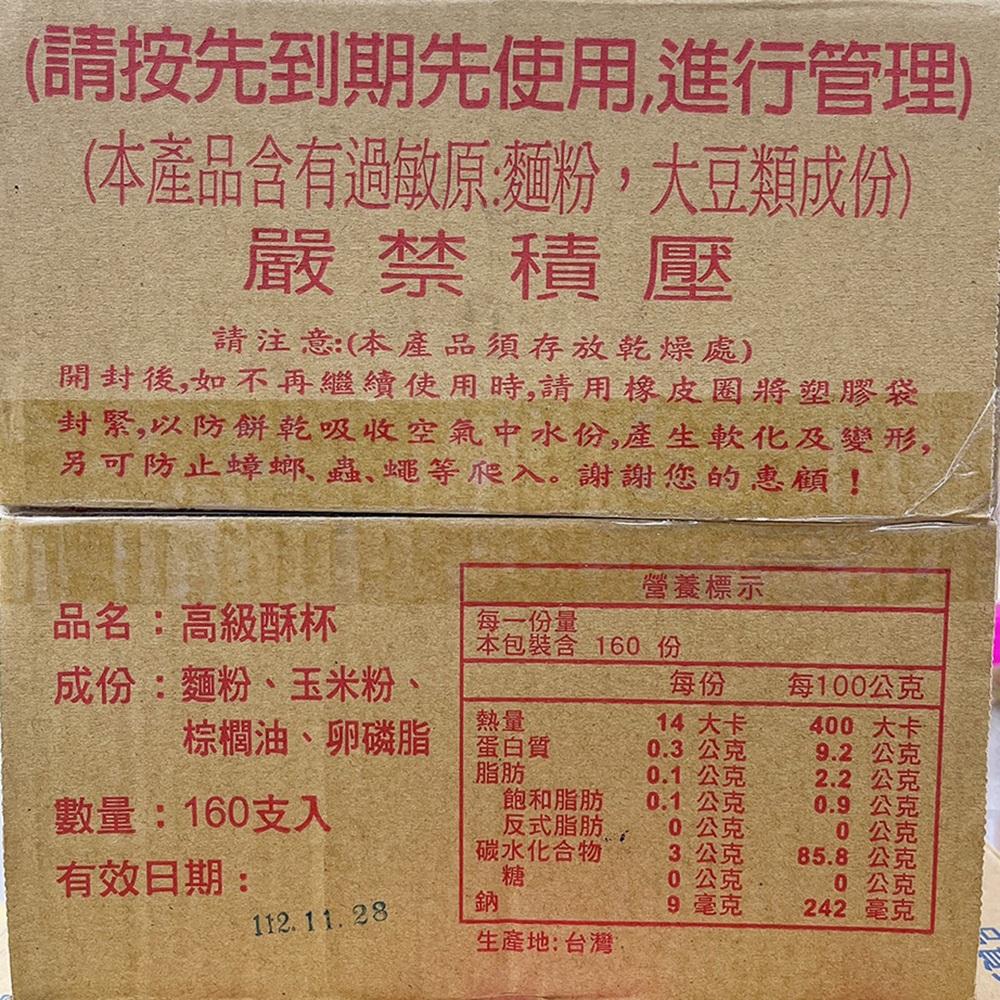 (請按先到期先使用,進行管理)
(本產品含有過敏原:麵粉，大豆類成份)
嚴禁積壓
請注意:(本產品須存放乾燥處)
開封後,如不再繼續使用時,請用橡皮圈將塑膠袋
封緊,以防餅乾吸收空氣中水份,產生軟化及變形,
另可防止蟑螂、蟲、蠅等爬入。謝謝您的惠顧！
品名：高級酥杯
成份：麵粉、玉米粉、
棕櫚油、卵磷脂
數量：160支入
有效日期：
112.11.28
營養標示
每一份量
本包裝含 160 份
每份 每100公克
熱量 14 大卡 400 大卡
蛋白質 0.3 公克 9.2 公克
脂肪 0.1 公克 2.2 公克
飽和脂肪 0.1 公克 0.9 公克
反式脂肪 0 公克 0 公克
碳水化合物 3 公克 85.8 公克
糖 0 公克 0 公克
鈉 9 毫克 242 毫克
生產地:台灣